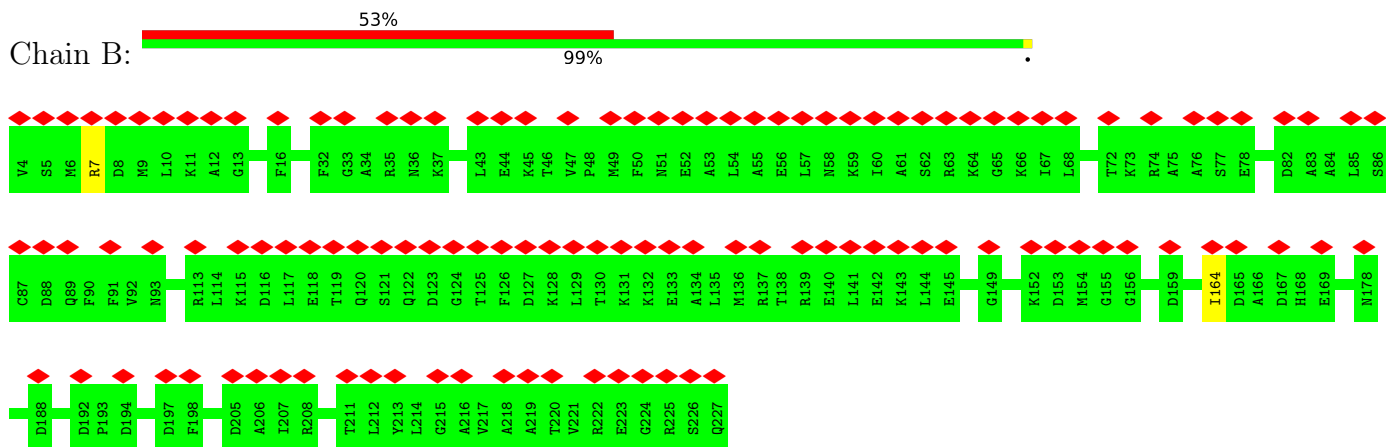 53%
Chain B:
99%
.
V4 S5 M6 R7 D8 M9 L10 K11 A12 G13 F16 F32 G33 A34 R35 N36 K37 L43 E44 K45 T46 V47 P48 M49 F50 N51 E52 A53 L54 A55 E56 L57 N58 K59 I60 A61 S62 R63 K64 G65 K66 I67 L68 T72 K73 R74 A75 A76 S77 E78 D82 A83 A84 L85 S86
C87 D88 Q89 F90 F91 V92 N93 R113 L114 K115 D116 L117 E118 T119 Q120 S121 Q122 D123 G124 T125 F126 D127 K128 L129 T130 K131 K132 E133 A134 L135 M136 R137 T138 R139 E140 L141 E142 K143 L144 E145 G149 K152 D153 M154 G155 G156 D159 I164 D165 A166 D167 H168 E169 N178
D188 D192 P193 D194 D197 F198 D205 A206 I207 R208 T211 L212 Y213 L214 G215 A216 V217 A218 A219 T220 V221 R222 E223 G224 R225 S226 Q227